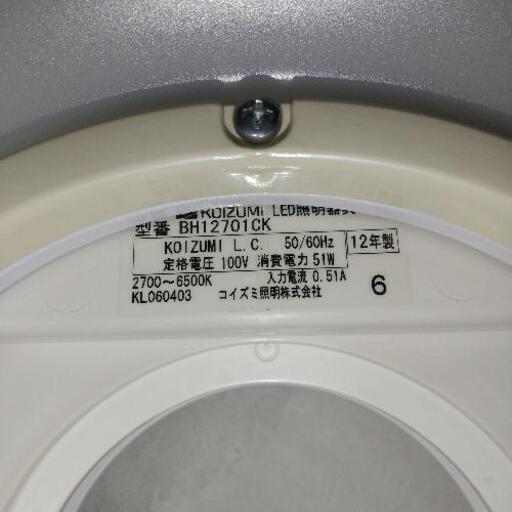 KOIZUMI LED照明器具
型番 BH12701CK
KOIZUMI L.C. 50/60Hz 12年製
定格電圧 100V 消費電力 51W
2700～6500K 入力電流 0.51A
KL060403 コイズミ照明株式会社
6